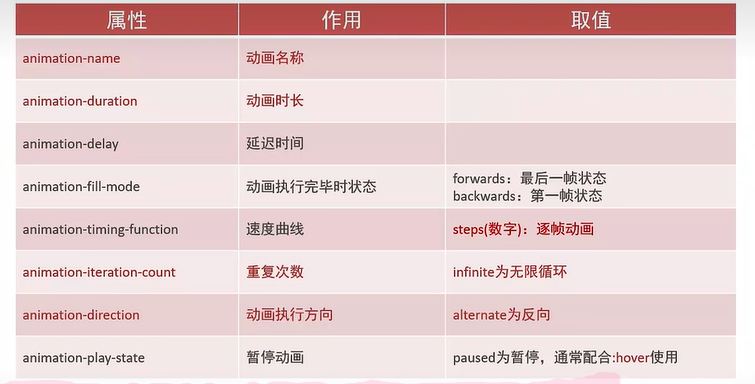 属性 作用 取值
animation-name 动画名称
animation-duration 动画时长
animation-delay 延迟时间
animation-fill-mode 动画执行完毕时状态 forwards：最后一帧状态
backwards：第一帧状态
animation-timing-function 速度曲线 steps(数字)：逐帧动画
animation-iteration-count 重复次数 infinite为无限循环
animation-direction 动画执行方向 alternate为反向
animation-play-state 暂停动画 paused为暂停，通常配合:hover使用